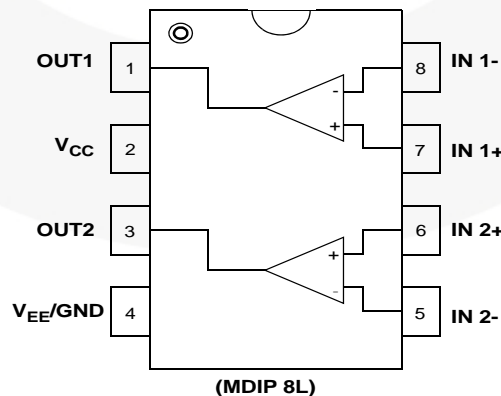 OUT1 1 8 IN 1-
-
+
VCC 2 7 IN 1+
OUT2 3 6 IN 2+
+
-
VEE/GND 4 5 IN 2-
(MDIP 8L)